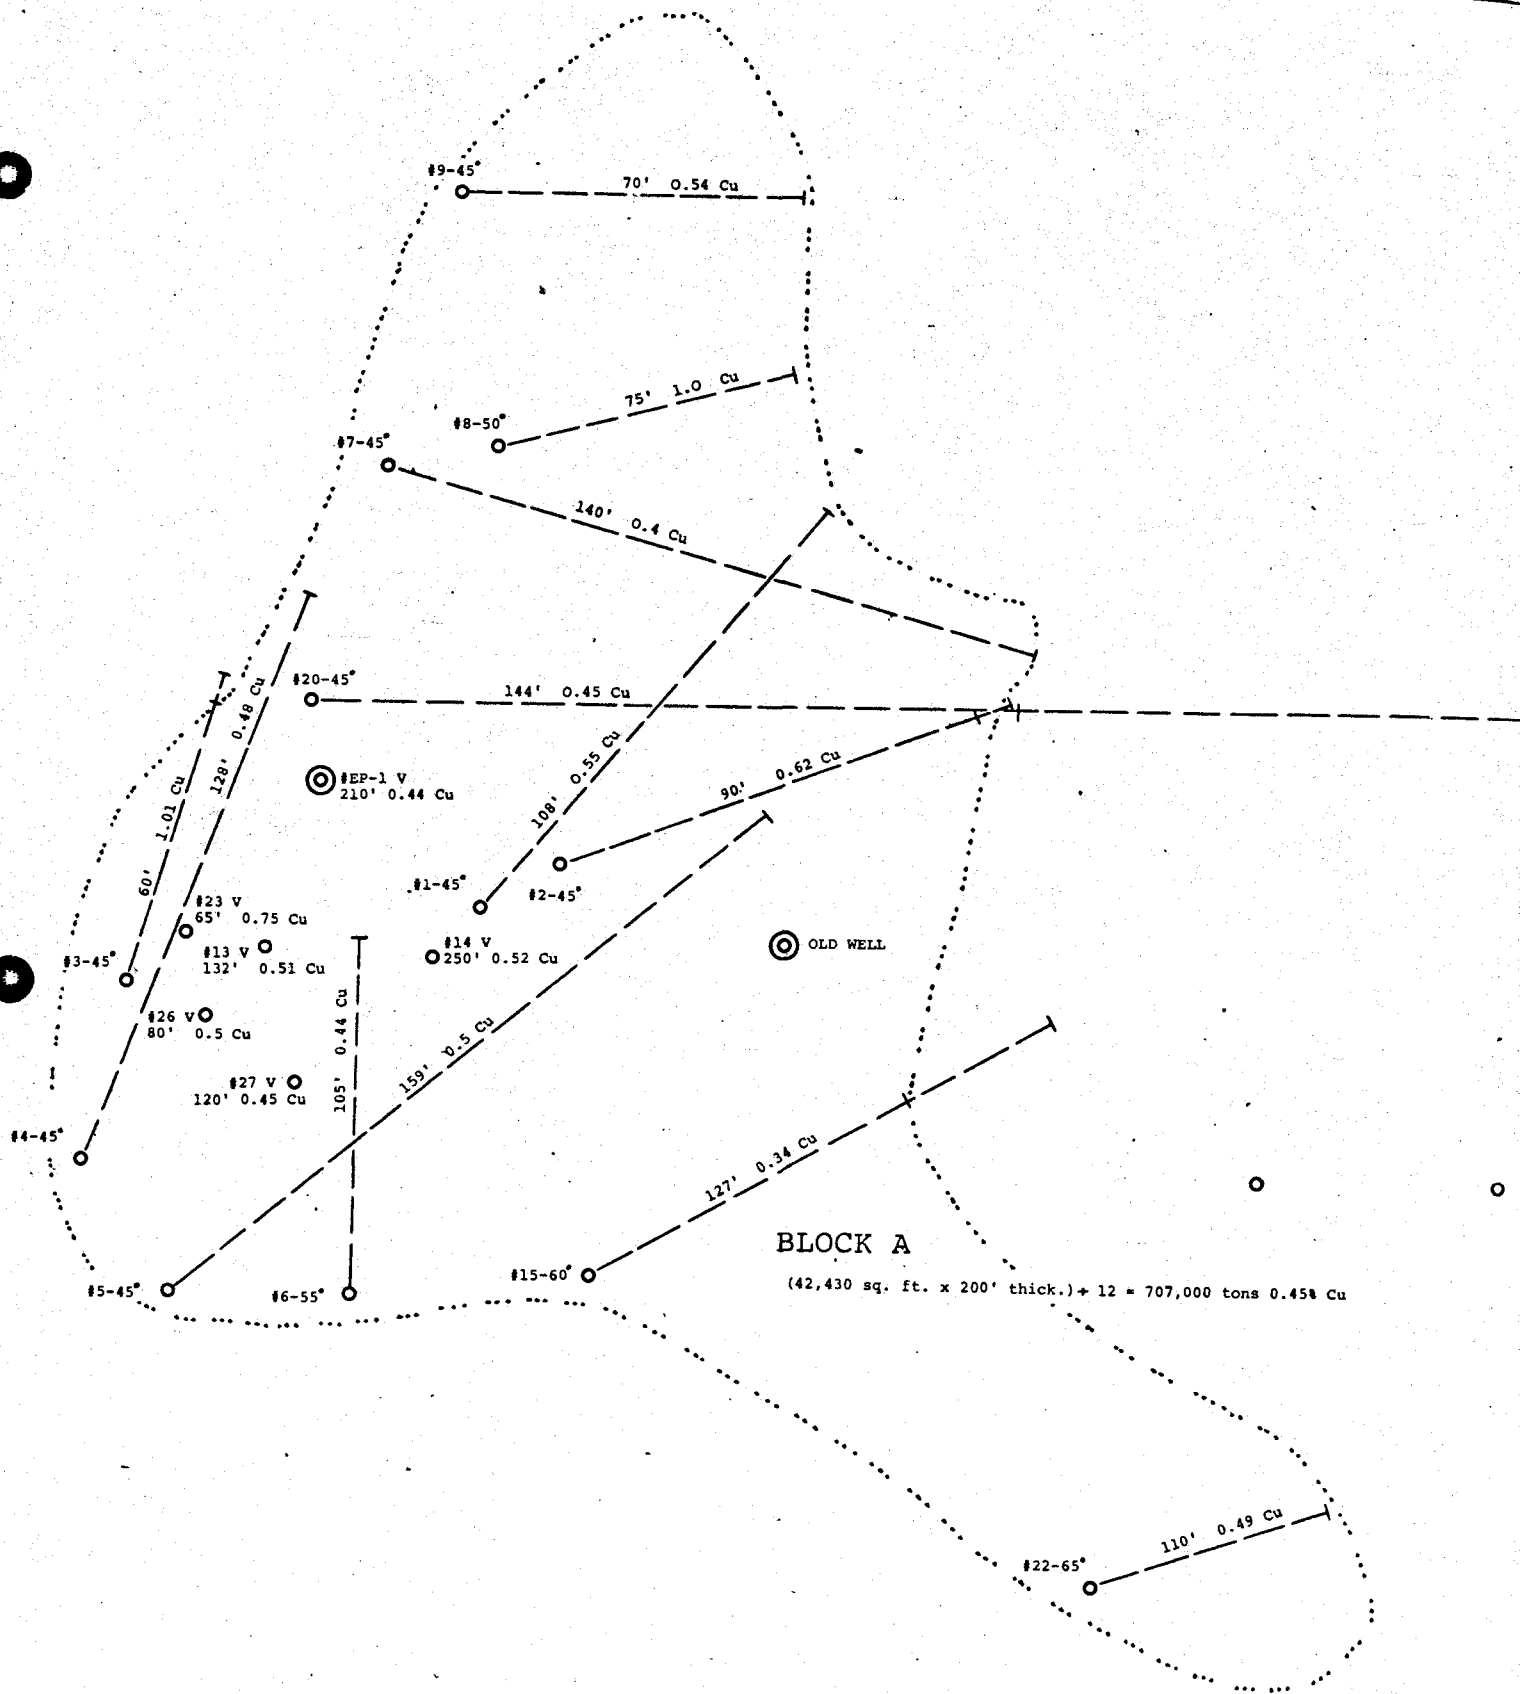 #9-45°
70' 0.54 Cu
75' 1.0 Cu
#8-50°
#7-45°
140' 0.4 Cu
#20-45°
144' 0.45 Cu
128' 0.48 Cu
60' 1.01 Cu
#EP-1 V
210' 0.44 Cu
108' 0.55 Cu
90' 0.62 Cu
#1-45°
#2-45°
#23 V
65' 0.75 Cu
#13 V
132' 0.51 Cu
#14 V
250' 0.52 Cu
OLD WELL
#3-45°
#26 V
80' 0.5 Cu
105' 0.44 Cu
159' 0.5 Cu
#27 V
120' 0.45 Cu
#4-45°
127' 0.34 Cu
BLOCK A
(42,430 sq. ft. x 200' thick.)÷ 12 = 707,000 tons 0.45% Cu
#5-45°
#6-55°
#15-60°
110' 0.49 Cu
#22-65°